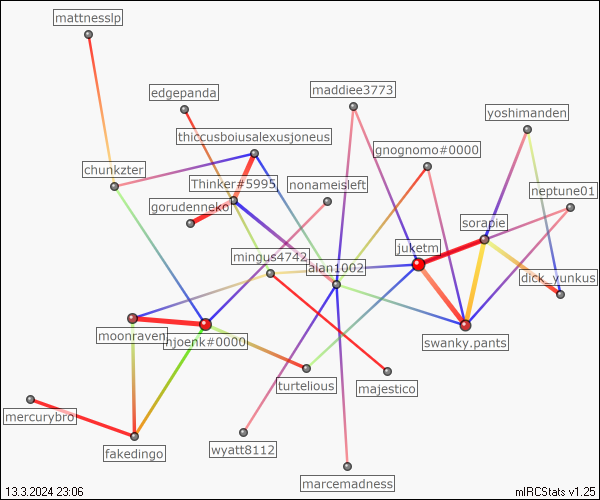 mattnesslp
edgepanda
maddiee3773
yoshimanden
thiccusboiusalexusjoneus
gnognomo#0000
chunkzter
Thinker#5995
nonameisleft
neptune01
gorudenneko
sorapie
juketm
mingus4742
alan1002
dick_yunkus
moonraven
njoenk#0000
swanky.pants
turtelious
majestico
mercurybro
fakedingo
wyatt8112
marcemadness
13.3.2024 23:06
mIRCStats v1.25